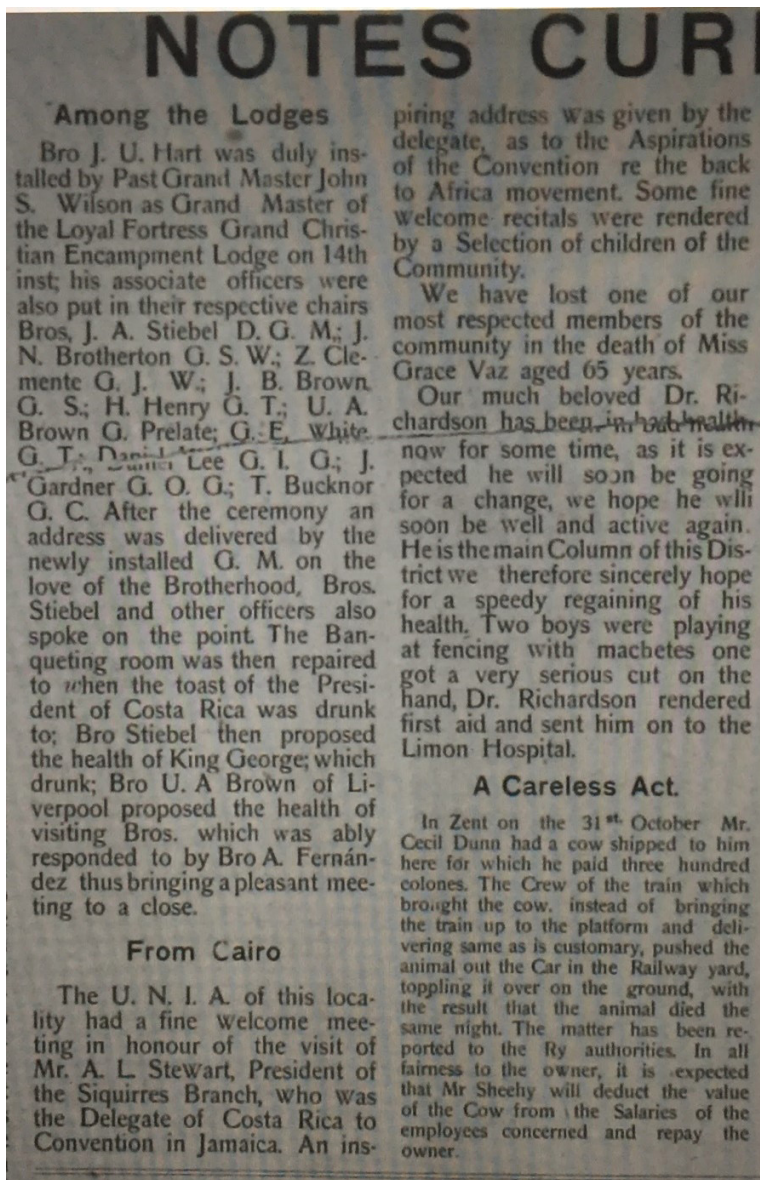 NOTES CUR
Among the Lodges
Bro J. U. Hart was duly ins-
talled by Past Grand Master John
S. Wilson as Grand Master of
the Loyal Fortress Grand Chris-
tian Encampment Lodge on 14th
inst; his associate officers were
also put in their respective chairs
Bros, J. A. Stiebel D. G. M.; J.
N. Brotherton G. S. W.; Z. Cle-
mente G. J. W.; J. B. Brown
G. S.; H. Henry G. T.; U. A.
Brown G. Prelate; G. E. White
G. T.; Daniel Lee G. I. G.; J.
Gardner G. O. G.; T. Bucknor
G. C. After the ceremony an
address was delivered by the
newly installed G. M. on the
love of the Brotherhood, Bros.
Stiebel and other officers also
spoke on the point. The Ban-
queting room was then repaired
to when the toast of the Presi-
dent of Costa Rica was drunk
to; Bro Stiebel then proposed
the health of King George; which
drunk; Bro U. A Brown of Li-
verpool proposed the health of
visiting Bros. which was ably
responded to by Bro A. Fernán-
dez thus bringing a pleasant mee-
ting to a close.
From Cairo
The U. N. I. A. of this loca-
lity had a fine Welcome mee-
ting in honour of the visit of
Mr. A. L. Stewart, President of
the Siquirres Branch, who was
the Delegate of Costa Rica to
Convention in Jamaica. An ins-
piring address was given by the
delegate, as to the Aspirations
of the Convention re the back
to Africa movement. Some fine
Welcome recitals were rendered
by a Selection of children of the
Community.
We have lost one of our
most respected members of the
community in the death of Miss
Grace Vaz aged 65 years.
Our much beloved Dr. Ri-
chardson has been in bad health
now for some time, as it is ex-
pected he will soon be going
for a change, we hope he wlll
soon be well and active again.
He is the main Column of this Dis-
trict we therefore sincerely hope
for a speedy regaining of his
health. Two boys were playing
at fencing with machetes one
got a very serious cut on the
hand, Dr. Richardson rendered
first aid and sent him on to the
Limon Hospital.
A Careless Act.
In Zent on the 31st. October Mr.
Cecil Dunn had a cow shipped to him
here for which he paid three hundred
colones. The Crew of the train which
brought the cow. instead of bringing
the train up to the platform and deli-
vering same as is customary, pushed the
animal out the Car in the Railway yard,
toppling it over on the ground, with
the result that the animal died the
same night. The matter has been re-
ported to the Ry authorities. In all
fairness to the owner, it is expected
that Mr Sheehy will deduct the value
of the Cow from the Salaries of the
employees concerned and repay the
owner.